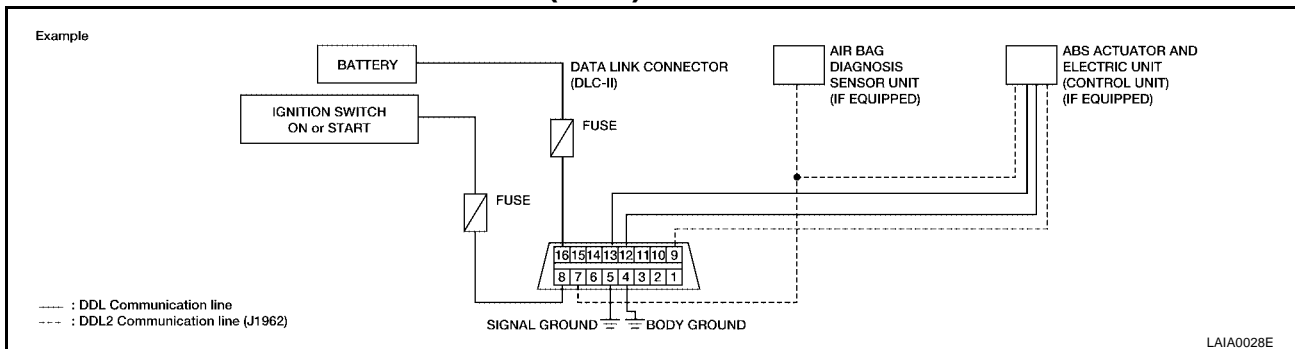 Example
BATTERY
IGNITION SWITCH
ON or START
DATA LINK CONNECTOR
(DLC-II)
FUSE
FUSE
AIR BAG
DIAGNOSIS
SENSOR UNIT
(IF EQUIPPED)
ABS ACTUATOR AND
ELECTRIC UNIT
(CONTROL UNIT)
(IF EQUIPPED)
16 15 14 13 12 11 10 9
8 7 6 5 4 3 2 1
: DDL Communication line
: DDL2 Communication line (J1962)
SIGNAL GROUND
BODY GROUND
LAIA0028E